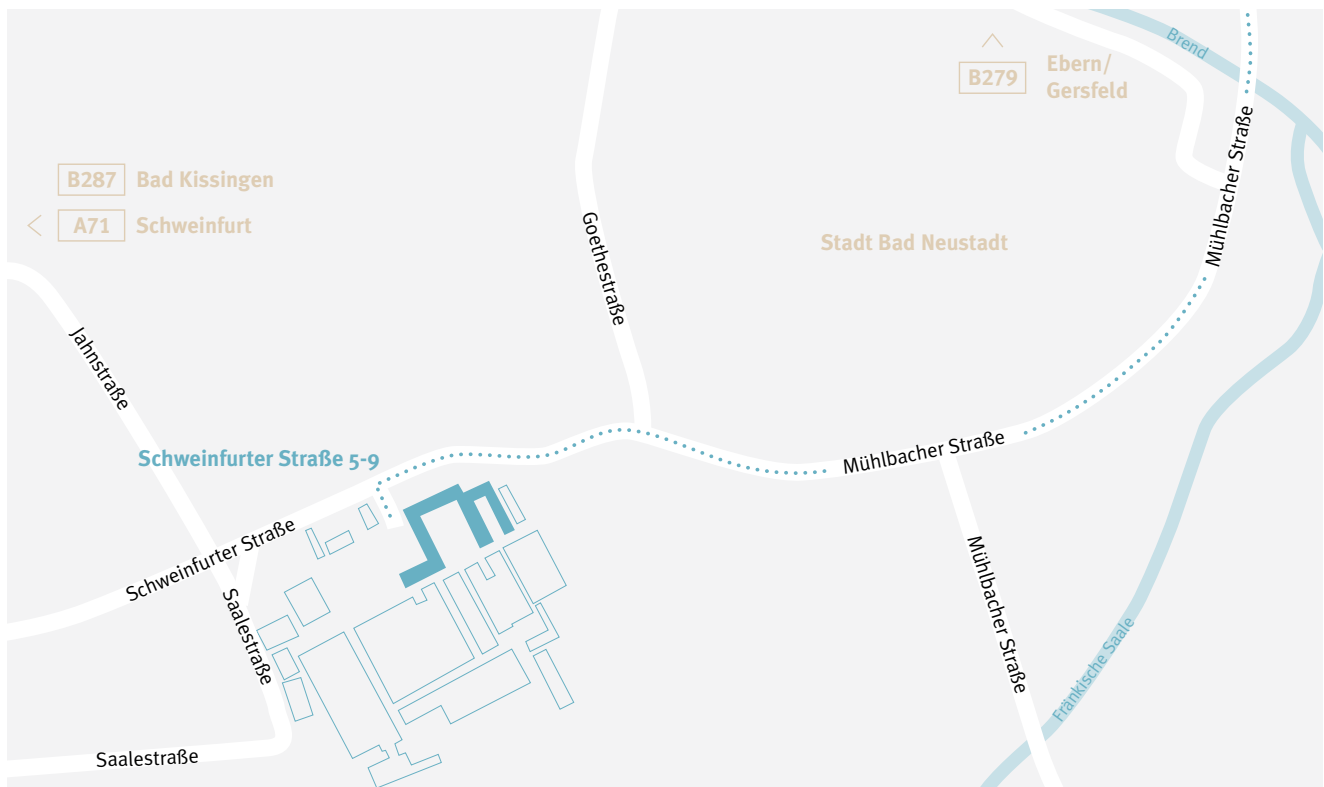 Brend
B279
Ebern/
Gersfeld
Mühlbacher Straße
B287 Bad Kissingen
A71 Schweinfurt
Goethestraße
Stadt Bad Neustadt
Jahnstraße
Schweinfurter Straße 5-9
Mühlbacher Straße
Schweinfurter Straße
Mühlbacher Straße
Saalestraße
Fränkische Saale
Saalestraße